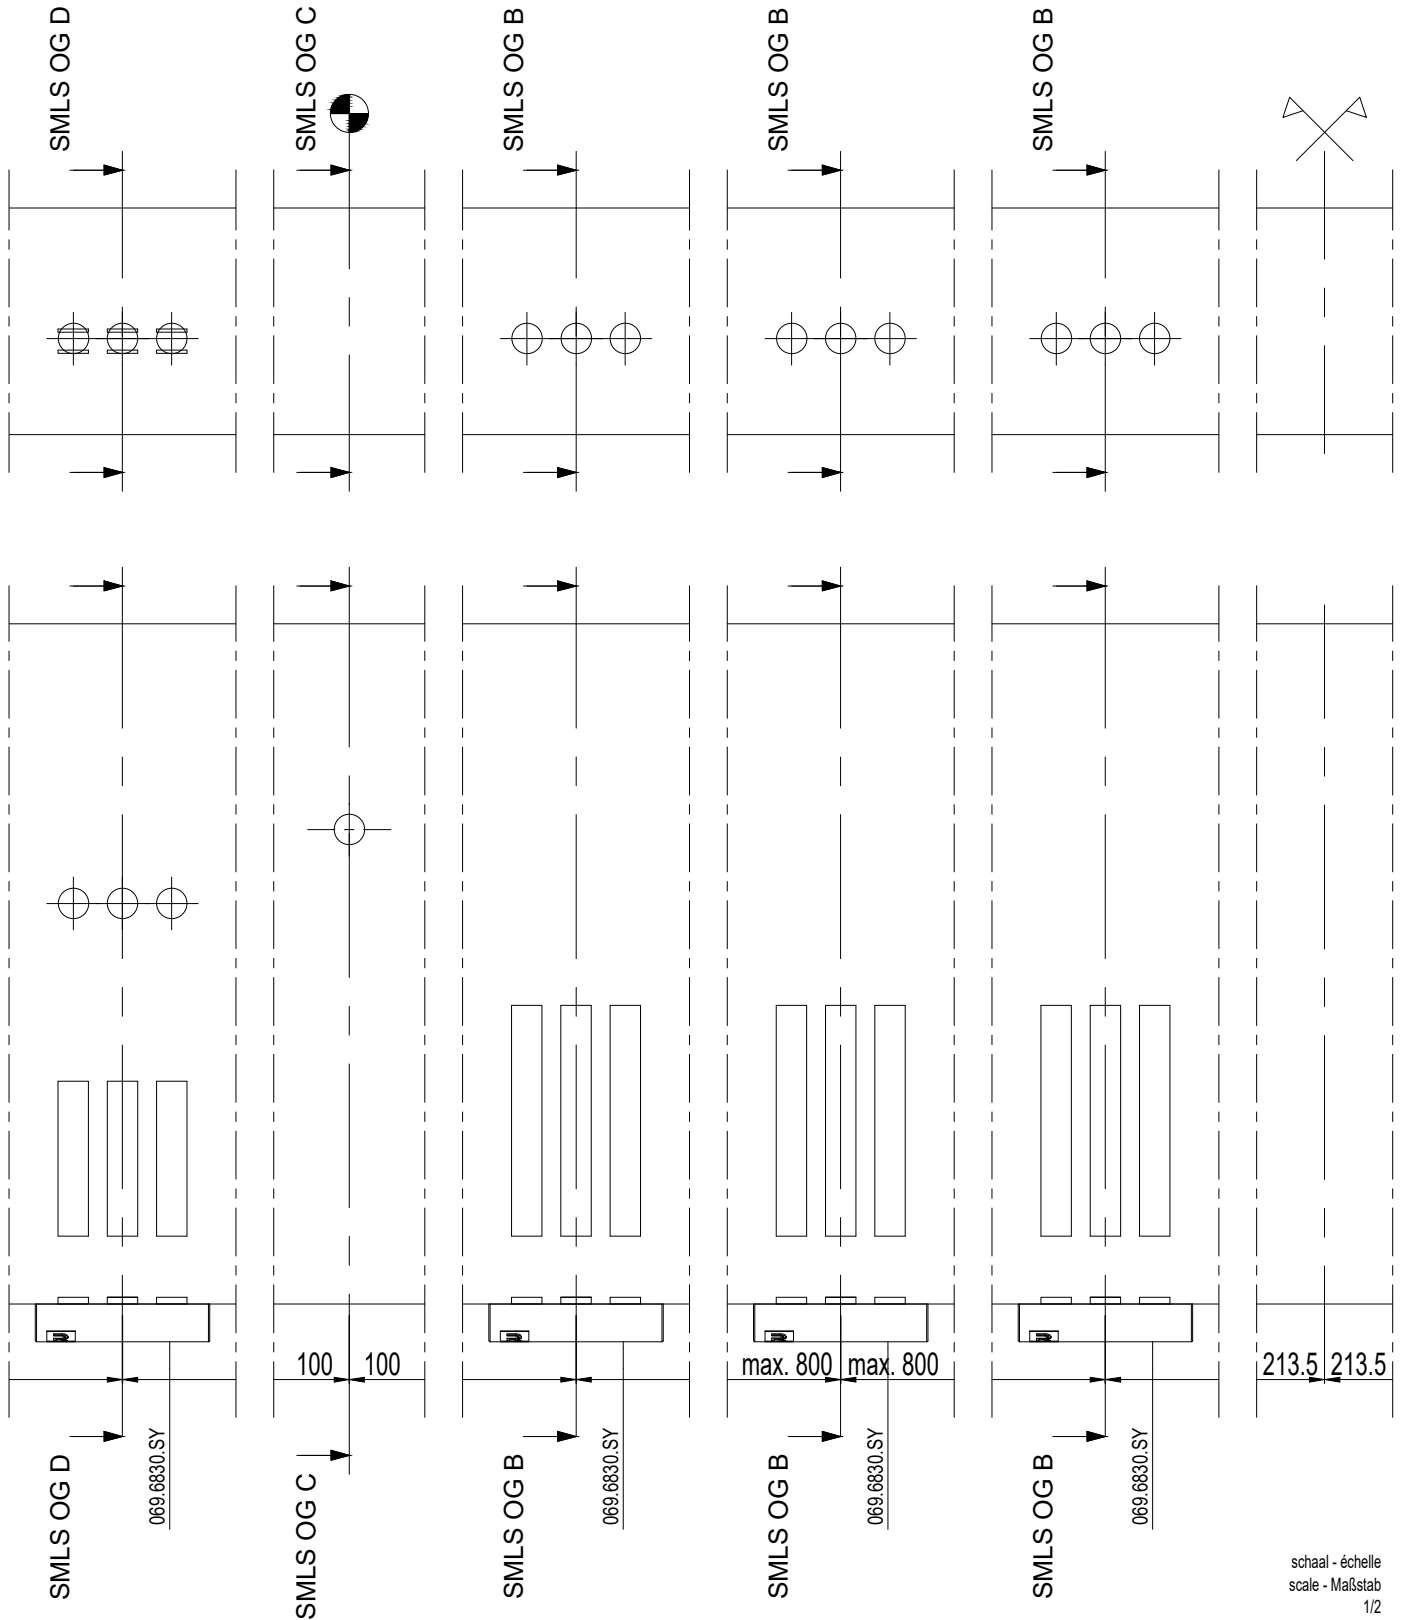 SMLS OG D
SMLS OG C
SMLS OG B
SMLS OG B
SMLS OG B
100 100
max. 800 max. 800
213.5 213.5
069.6830.SY
069.6830.SY
069.6830.SY
069.6830.SY
SMLS OG D
SMLS OG C
SMLS OG B
SMLS OG B
SMLS OG B
schaal - échelle
scale - Maßstab
1/2